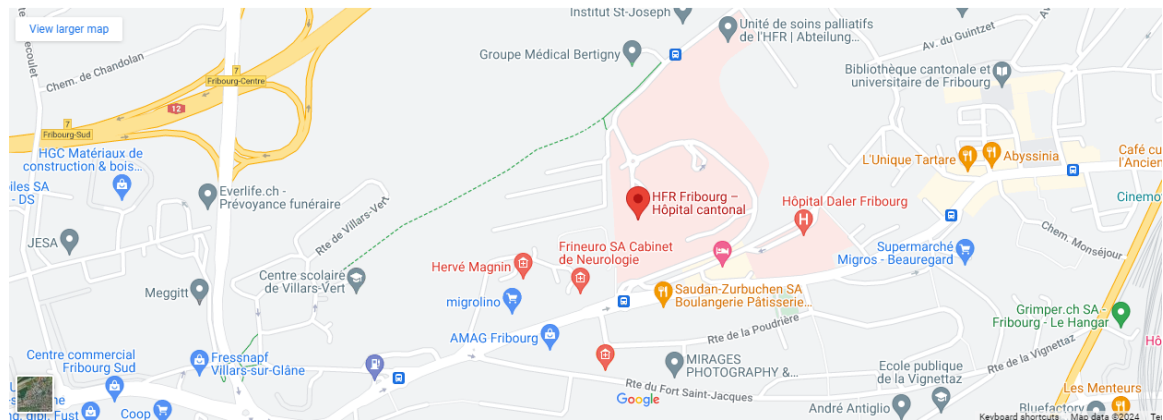 View larger map
Institut St-Joseph
Unité de soins palliatifs
de l'HFR | Abteilung...
Groupe Médical Bertigny
Av. du Guintzet
Chem. de Chandolan
7
Fribourg-Centre
12
7
Fribourg-Sud
Bibliothèque cantonale et
universitaire de Fribourg
HGC Matériaux de
construction & bois...
L'Unique Tartare
Abyssinia
Café cu
l'Ancien
Everlife.ch -
Prévoyance funéraire
HFR Fribourg –
Hôpital cantonal
Hôpital Daler Fribourg
H
Cinemo
- DS
Rte de Villars-Vert
JESA
Frineuro SA Cabinet
de Neurologie
Hervé Magnin
Supermarché
Migros - Beauregard
Chem. Monséjour
Centre scolaire
de Villars-Vert
Meggitt
migrolino
Saudan-Zurbuchen SA
Boulangerie Pâtisserie...
Grimper.ch SA -
Fribourg - Le Hangar
AMAG Fribourg
Rte de la Poudrière
Centre commercial
Fribourg Sud
Fressnapf
Villars-sur-Glâne
MIRAGES
PHOTOGRAPHY &...
Ecole publique
de la Vignettaz
Rte de la Vignettaz
Rte du Fort Saint-Jacques
Les Menteurs
Google
André Antiglio
Bluefactory
Coop
Keyboard shortcuts
Map data ©2024